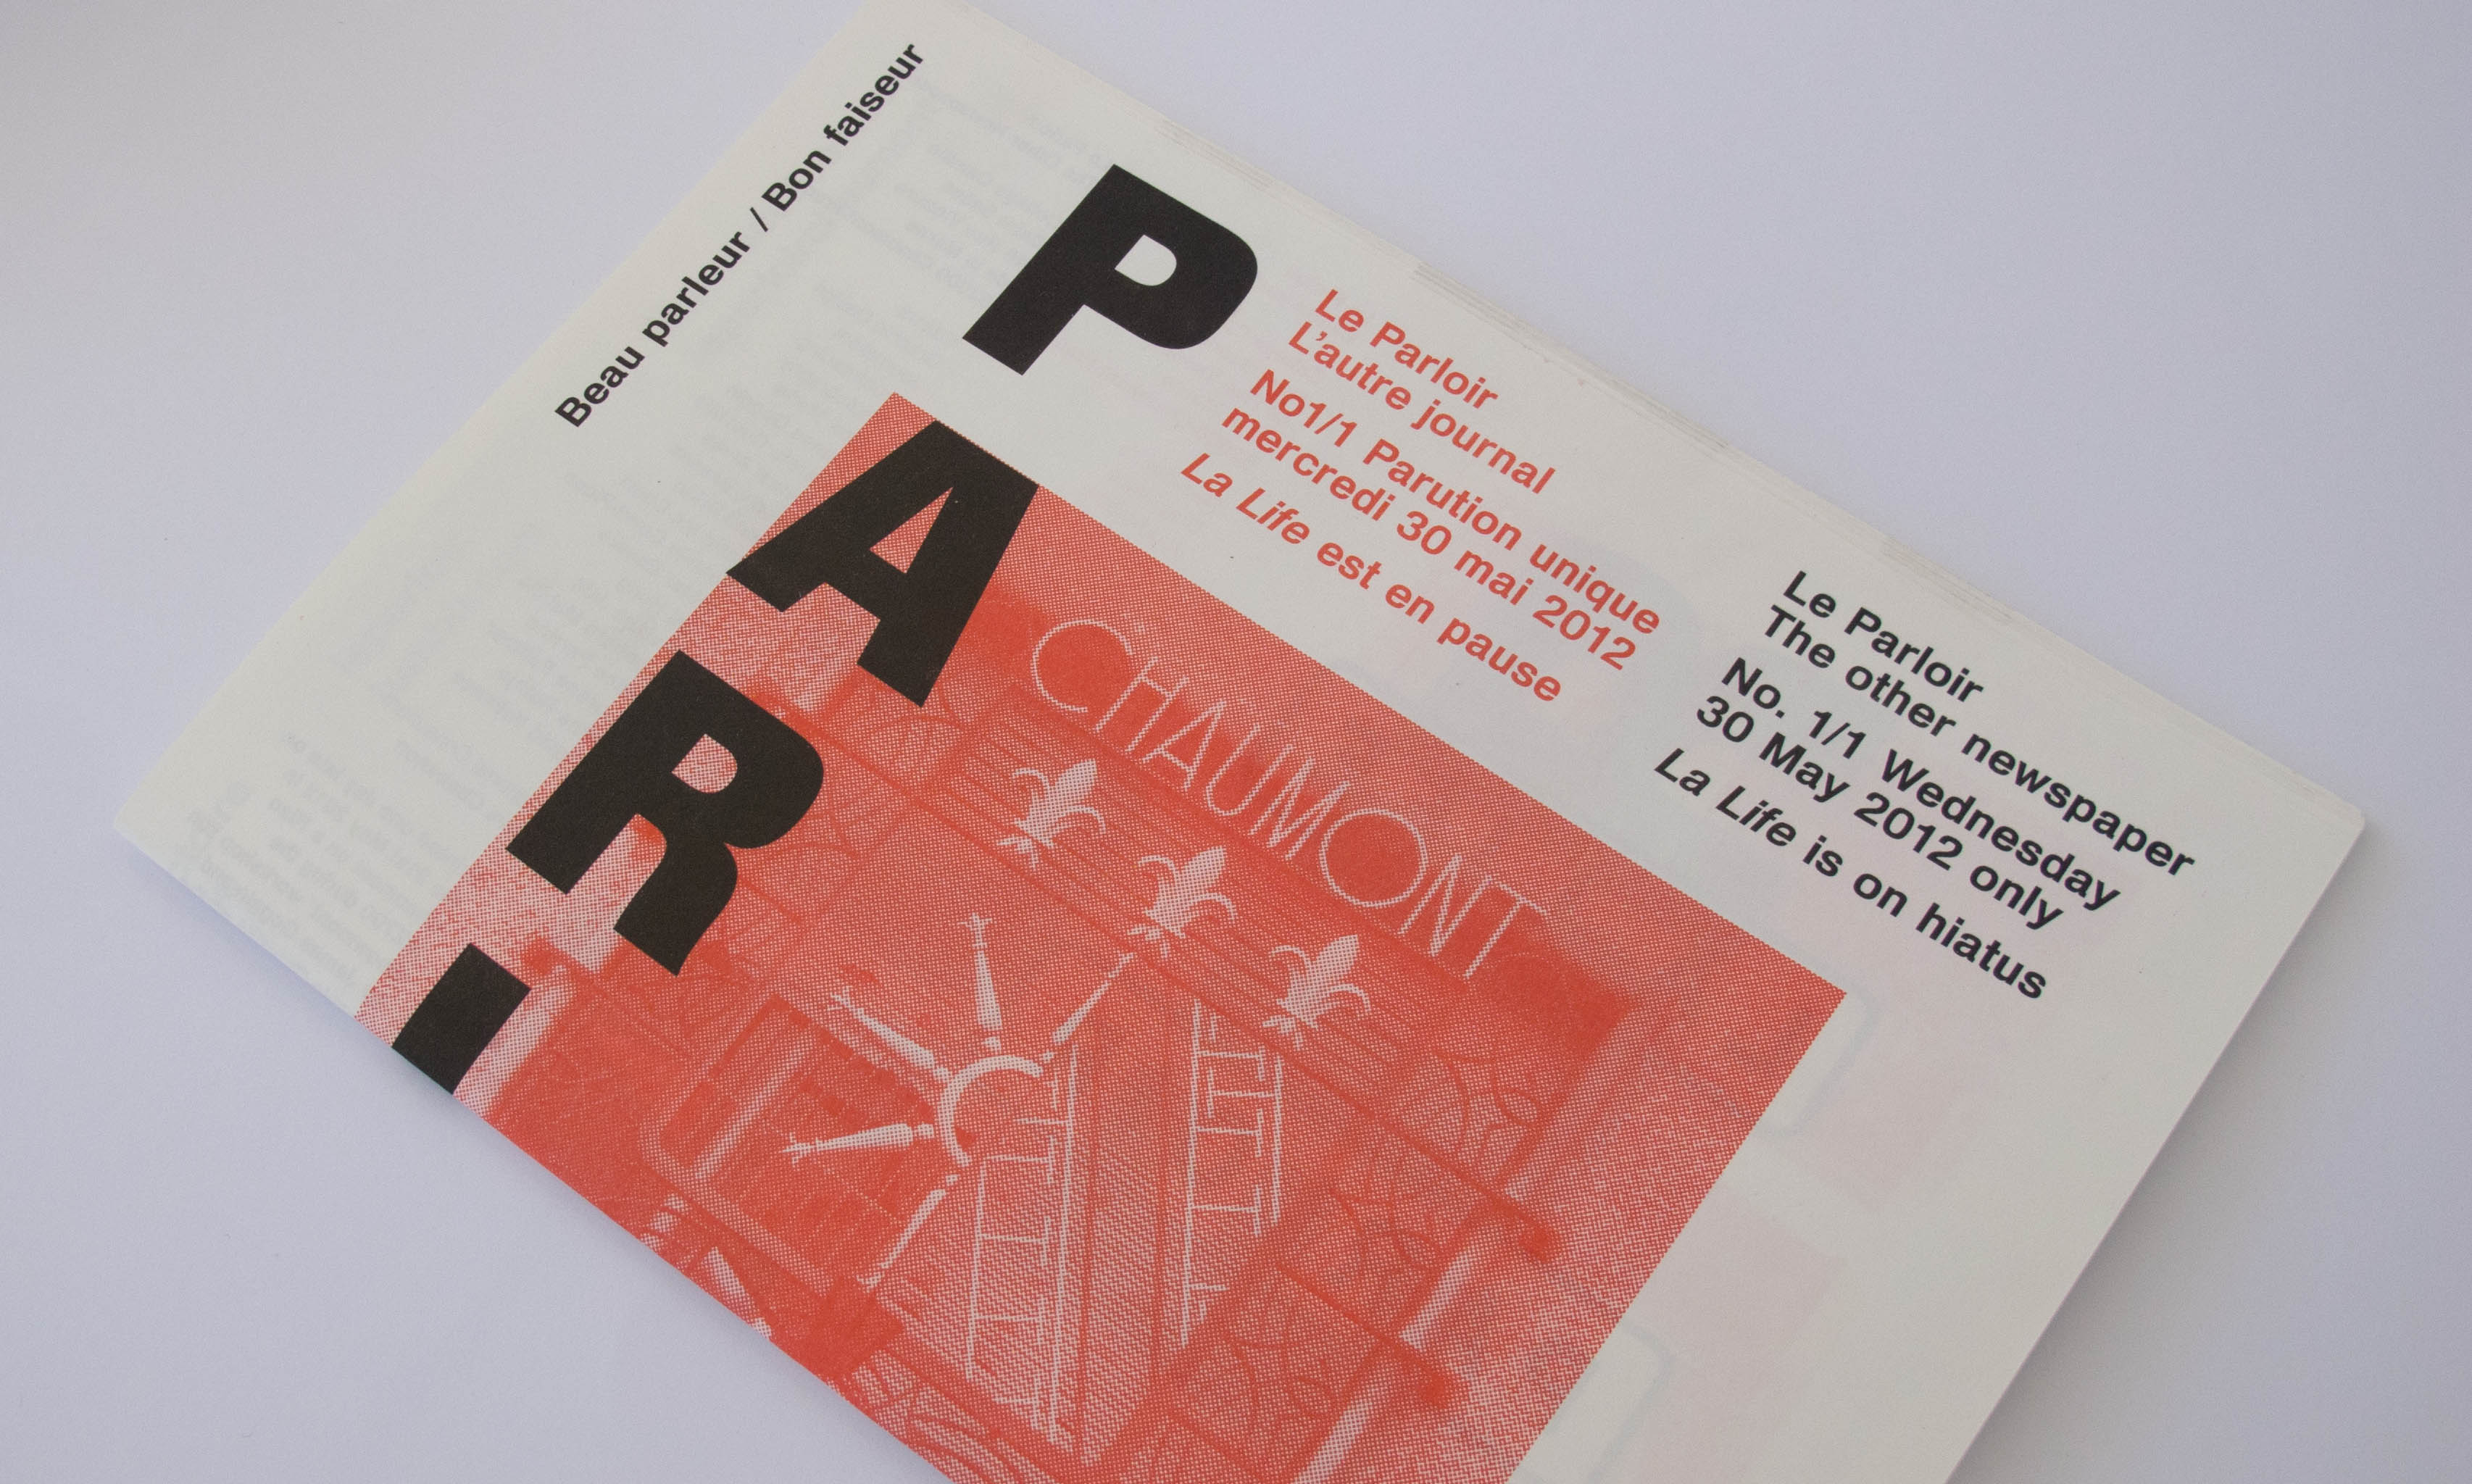 Beau parleur / Bon faiseur
P
A
R
I
Le Parloir
L'autre journal
No1/1 Parution unique
mercredi 30 mai 2012
La Life est en pause
Le Parloir
The other newspaper
No. 1/1 Wednesday
30 May 2012 only
La Life is on hiatus
CHAUMONT